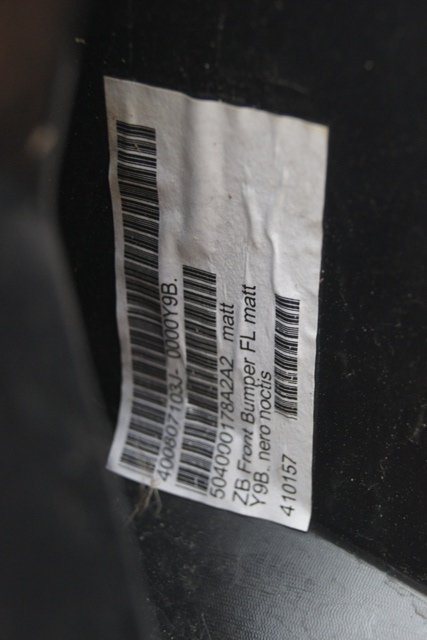 400807103J- 0000Y9B.
504000178A2A2 matt
ZB Front Bumper FL matt
Y9B. nero noctis
410157